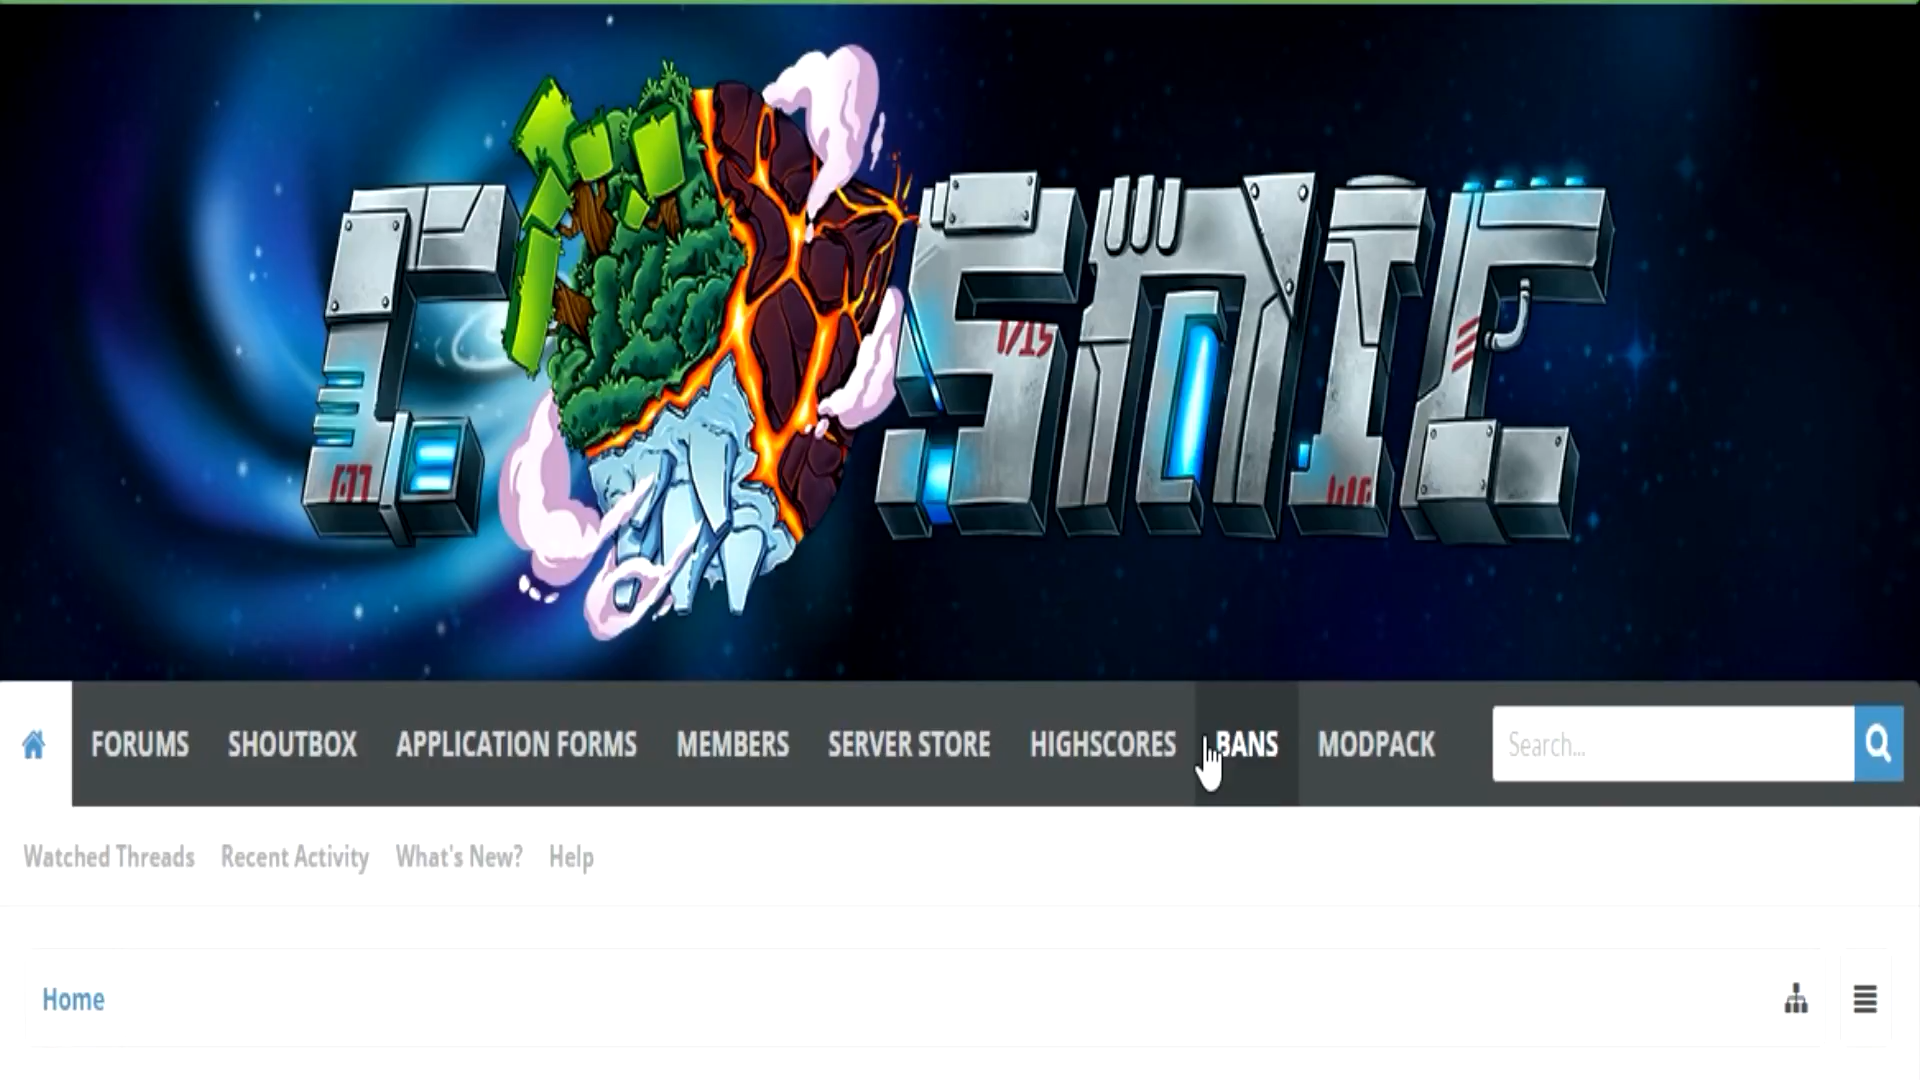 COSMIC
FORUMS SHOUTBOX APPLICATION FORMS MEMBERS SERVER STORE HIGHSCORES BANS MODPACK Search...
Watched Threads Recent Activity What's New? Help
Home